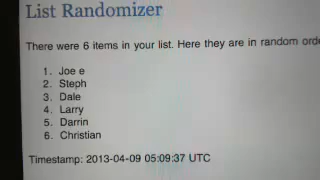 List Randomizer
There were 6 items in your list. Here they are in random
1. Joe e
2. Steph
3. Dale
4. Larry
5. Darrin
6. Christian
Timestamp: 2013-04-09 05:09:37 UTC